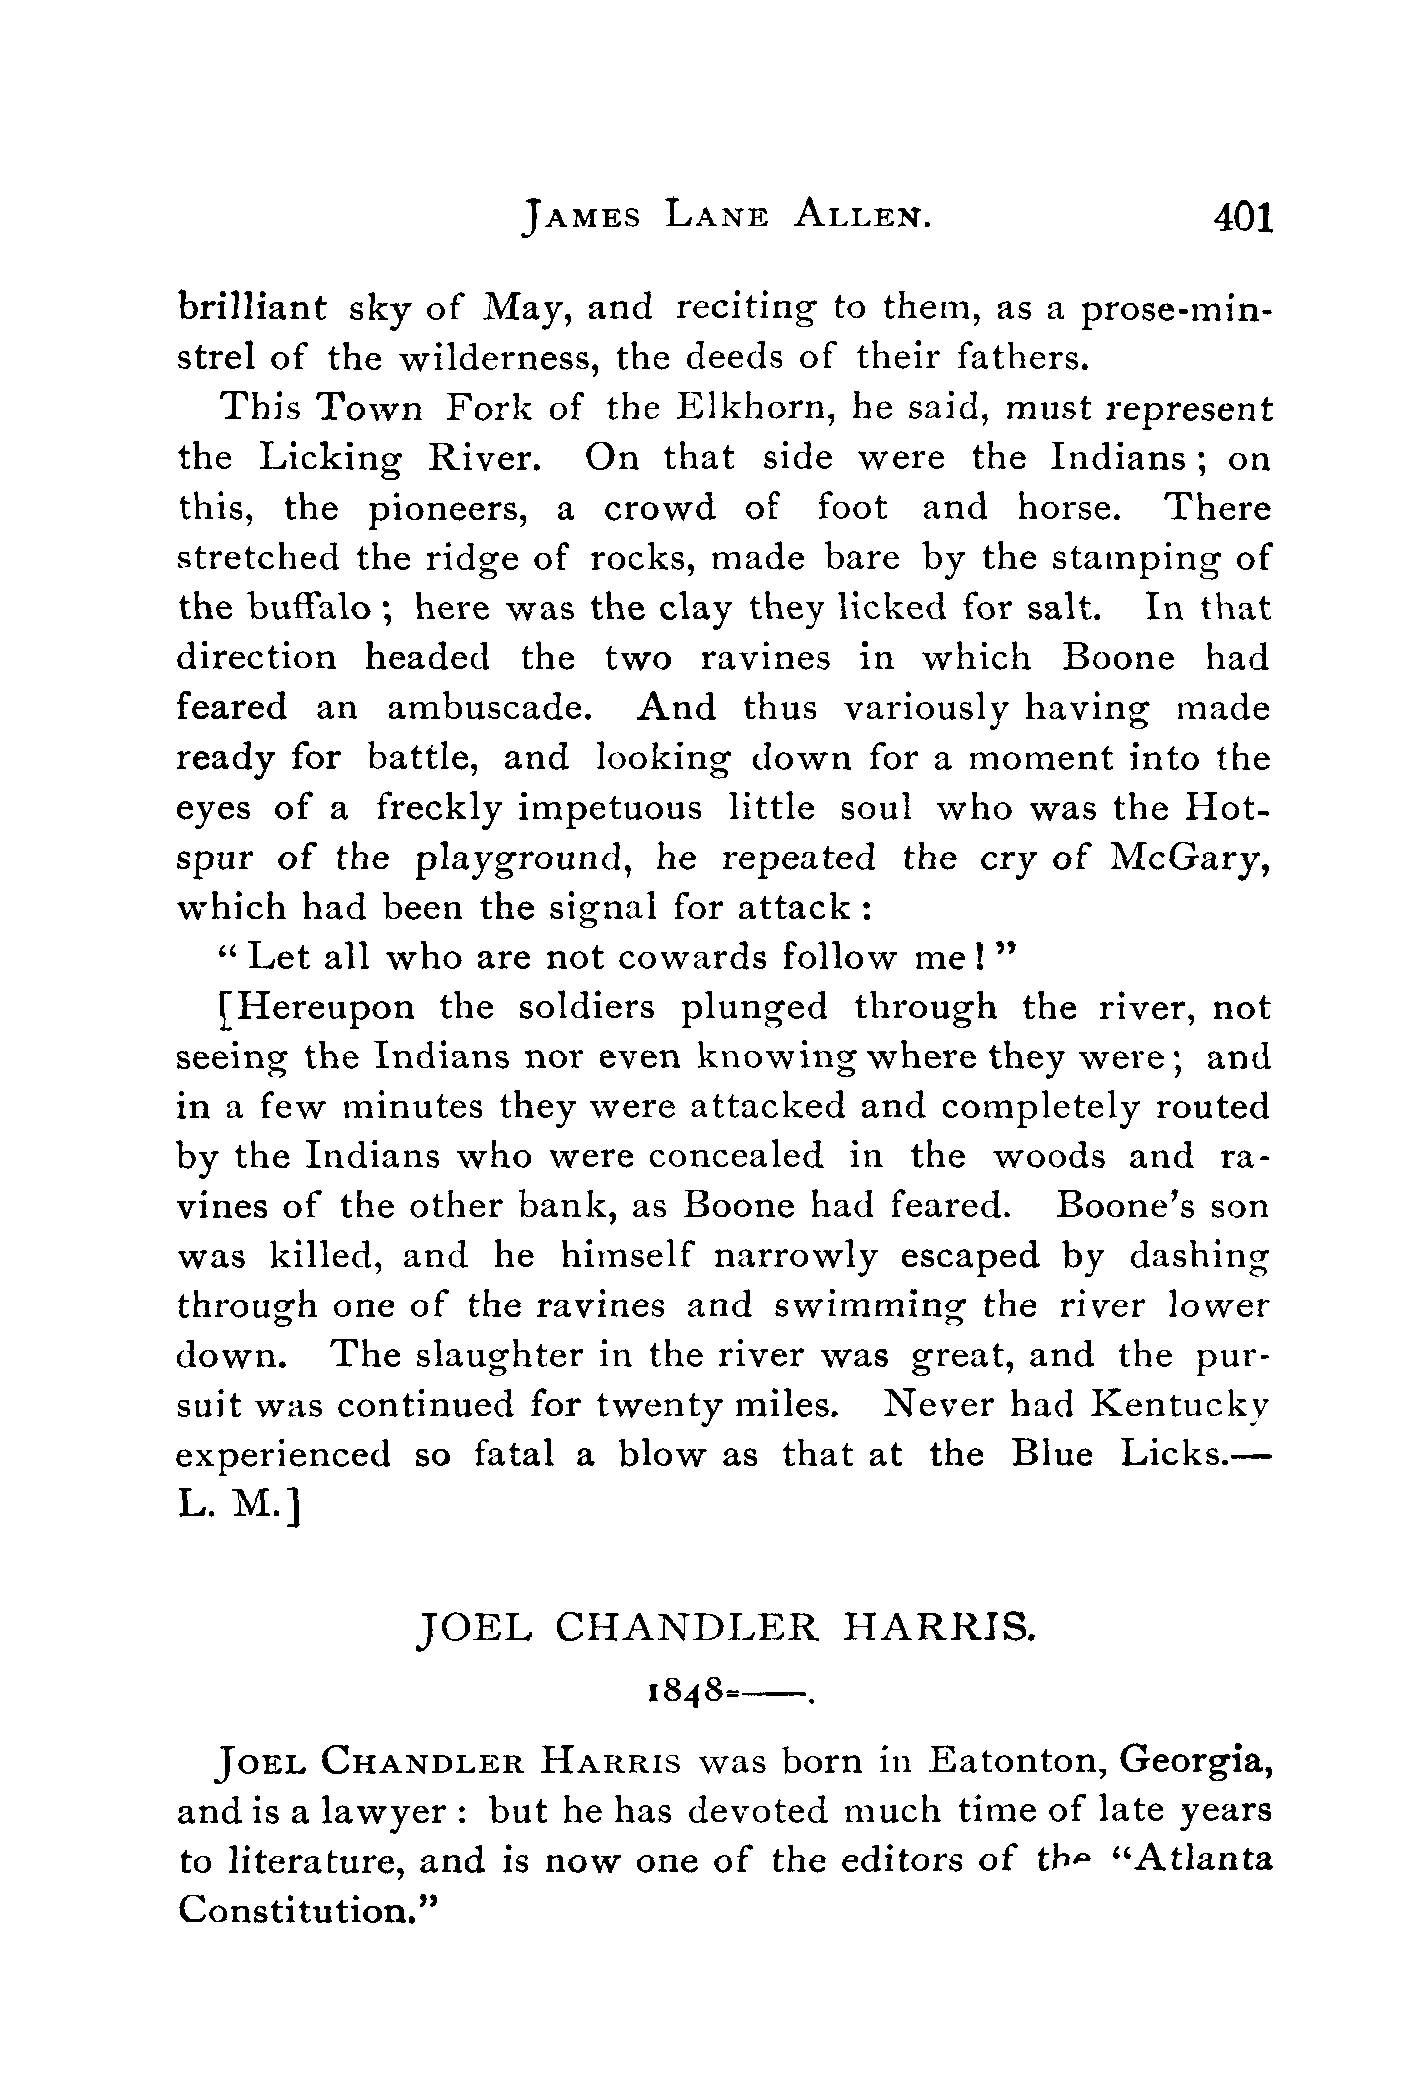 JAMES LANE ALLEN. 401
brilliant sky of May, and reciting to them, as a prose-min-
strel of the wilderness, the deeds of their fathers.
This Town Fork of the Elkhorn, he said, must represent
the Licking River. On that side were the Indians; on
this, the pioneers, a crowd of foot and horse. There
stretched the ridge of rocks, made bare by the stamping of
the buffalo; here was the clay they licked for salt. In that
direction headed the two ravines in which Boone had
feared an ambuscade. And thus variously having made
ready for battle, and looking down for a moment into the
eyes of a freckly impetuous little soul who was the Hot-
spur of the playground, he repeated the cry of McGary,
which had been the signal for attack:
"Let all who are not cowards follow me!"
[Hereupon the soldiers plunged through the river, not
seeing the Indians nor even knowing where they were; and
in a few minutes they were attacked and completely routed
by the Indians who were concealed in the woods and ra-
vines of the other bank, as Boone had feared. Boone's son
was killed, and he himself narrowly escaped by dashing
through one of the ravines and swimming the river lower
down. The slaughter in the river was great, and the pur-
suit was continued for twenty miles. Never had Kentucky
experienced so fatal a blow as that at the Blue Licks.—
L. M.]
JOEL CHANDLER HARRIS.
1848=——.
JOEL CHANDLER HARRIS was born in Eatonton, Georgia,
and is a lawyer: but he has devoted much time of late years
to literature, and is now one of the editors of the "Atlanta
Constitution."